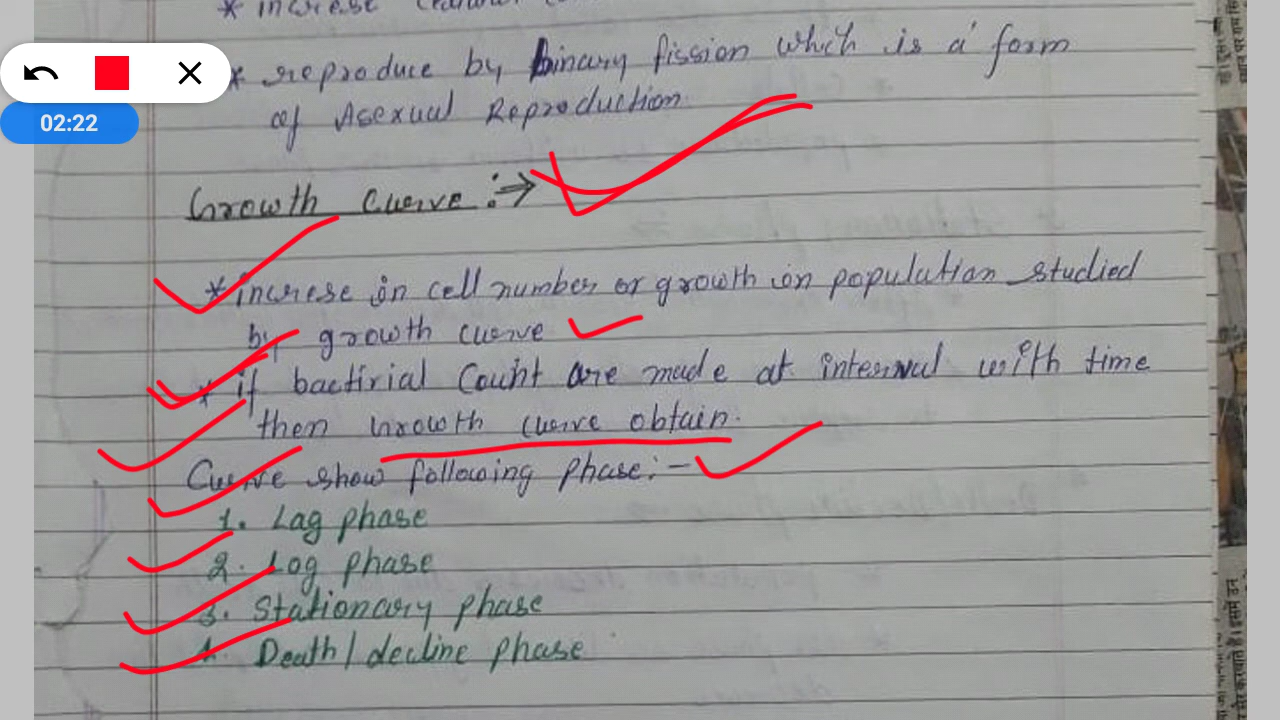 * increse
02:22
* reproduce by binary fission which is a form
of Asexual Reproduction.
Growth Curve :→
* increse in cell number or growth in population studied
by growth curve
* if bactirial Count are made at interval with time
then Growth curve obtain.
Curve show following phase :-
1. Lag phase
2. Log phase
3. Stationary phase
4. Death / decline phase